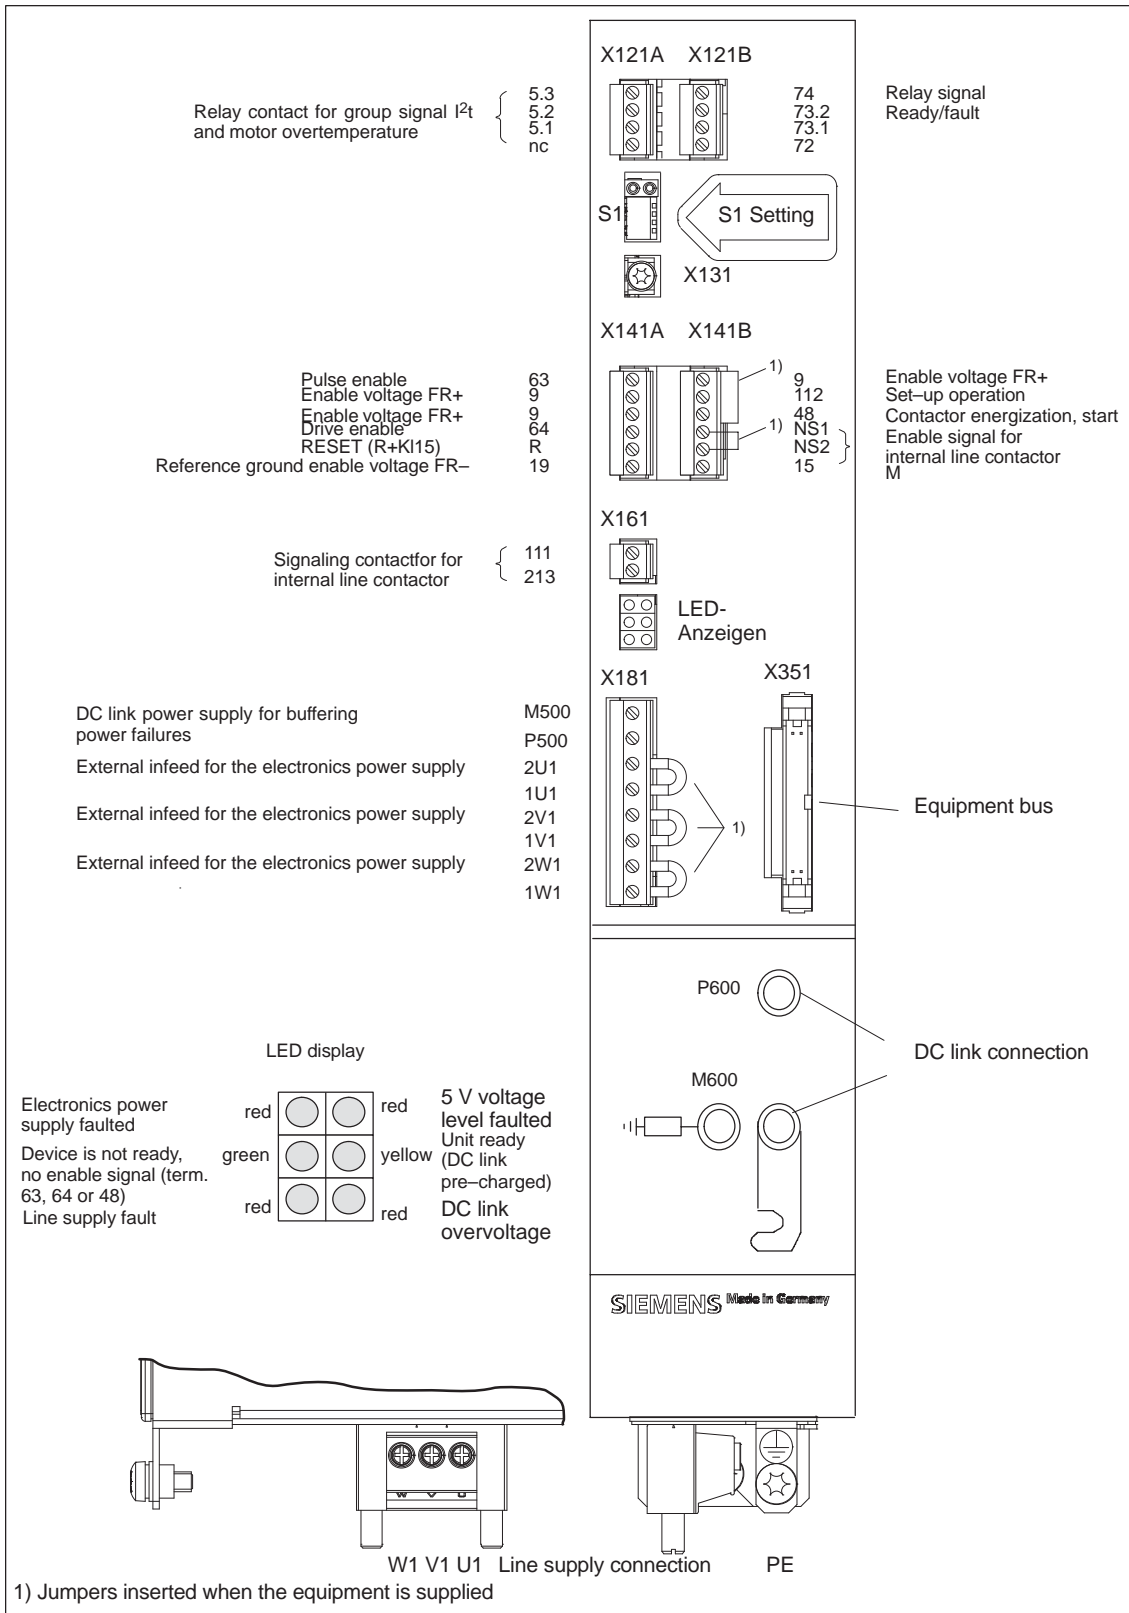 X121A X121B
5.3
5.2
5.1
nc
Relay contact for group signal I2t
and motor overtemperature
74
73.2
73.1
72
Relay signal
Ready/fault
S1
S1 Setting
X131
X141A X141B
Pulse enable 63
Enable voltage FR+ 9
Enable voltage FR+ 9
Drive enable 64
RESET (R+Kl15) R
Reference ground enable voltage FR– 19
1)
1)
9 Enable voltage FR+
112 Set–up operation
48 Contactor energization, start
NS1 Enable signal for
NS2 internal line contactor
15 M
X161
Signaling contactfor for
internal line contactor
111
213
LED-
Anzeigen
X181 X351
DC link power supply for buffering
power failures
M500
P500
External infeed for the electronics power supply 2U1
1U1
External infeed for the electronics power supply 2V1
1V1
External infeed for the electronics power supply 2W1
1W1
1)
Equipment bus
P600
DC link connection
M600
LED display
Electronics power
supply faulted
red red
5 V voltage
level faulted
Device is not ready,
no enable signal (term.
63, 64 or 48)
green yellow
Unit ready
(DC link
pre–charged)
Line supply fault
red red
DC link
overvoltage
SIEMENS Made in Germany
W V U
W1 V1 U1 Line supply connection PE
1) Jumpers inserted when the equipment is supplied